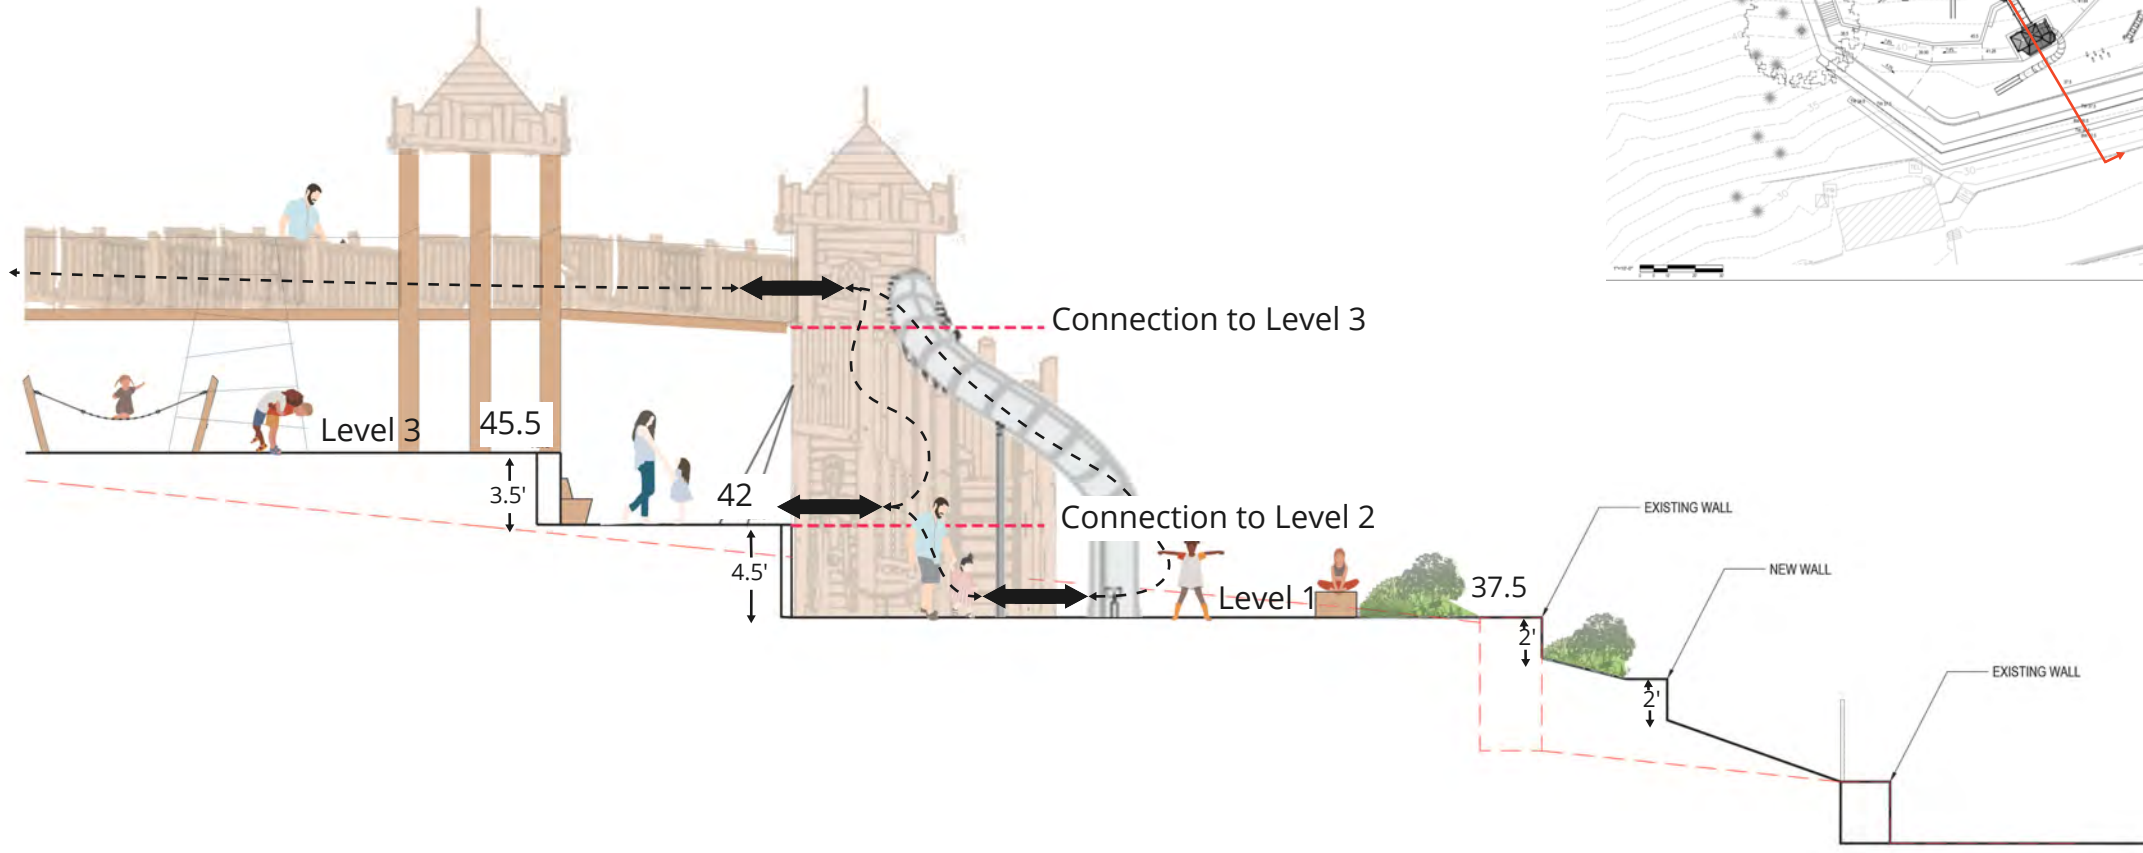 Connection to Level 3
Level 3
45.5
3.5'
42
4.5'
Connection to Level 2
Level 1
37.5
2'
2'
EXISTING WALL
NEW WALL
EXISTING WALL